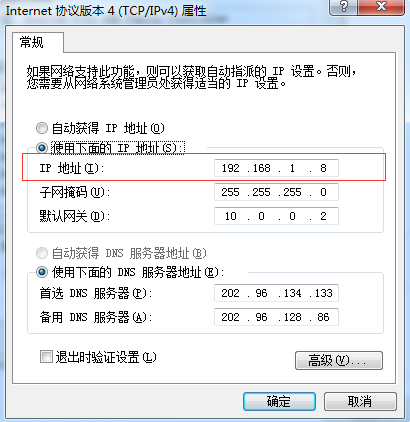 Internet 协议版本 4 (TCP/IPv4) 属性
常规
如果网络支持此功能，则可以获取自动指派的 IP 设置。否则，
您需要从网络系统管理员处获得适当的 IP 设置。
自动获得 IP 地址(O)
使用下面的 IP 地址(S):
IP 地址(I): 192 . 168 . 1 . 8
子网掩码(U): 255 . 255 . 255 . 0
默认网关(D): 10 . 0 . 0 . 2
自动获得 DNS 服务器地址(B)
使用下面的 DNS 服务器地址(E):
首选 DNS 服务器(P): 202 . 96 . 134 . 133
备用 DNS 服务器(A): 202 . 96 . 128 . 86
退出时验证设置(L)
高级(V)...
确定 取消